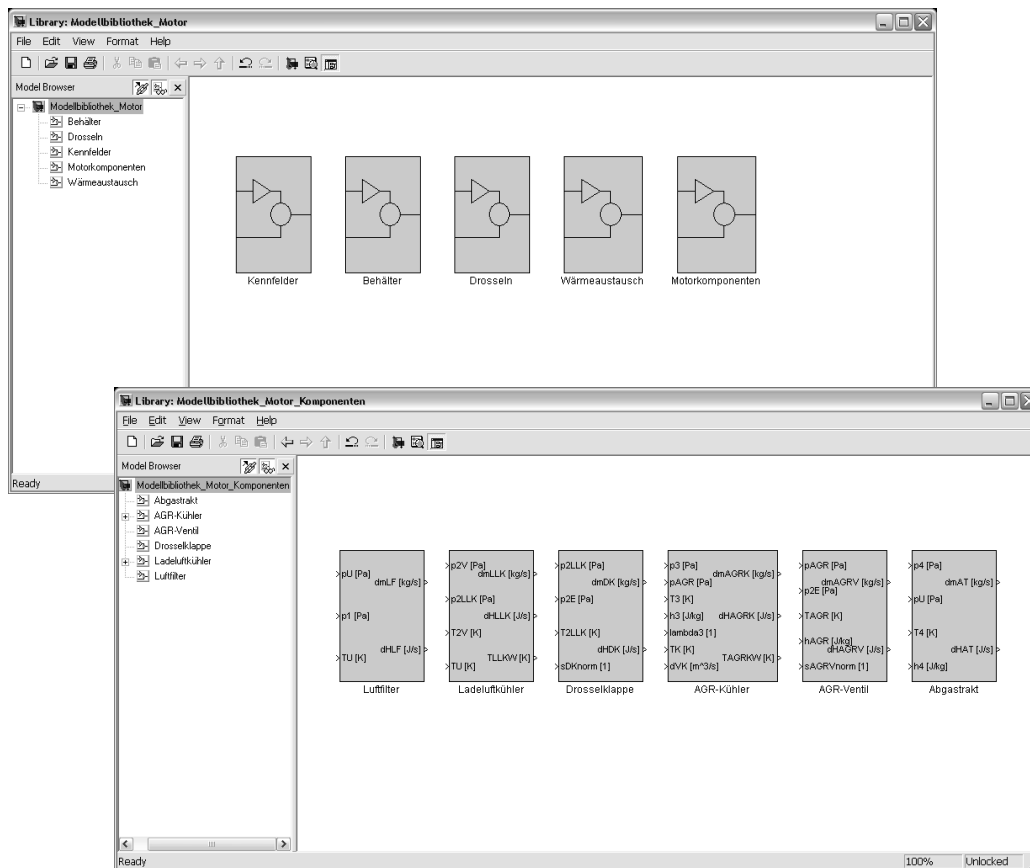 Library: Modellbibliothek_Motor
File Edit View Format Help
Model Browser
Modellbibliothek_Motor
Behälter
Drosseln
Kennfelder
Motorkomponenten
Wärmeaustausch
Kennfelder Behälter Drosseln Wärmeaustausch Motorkomponenten
Ready
Library: Modellbibliothek_Motor_Komponenten
File Edit View Format Help
Model Browser
Modellbibliothek_Motor_Komponenten
Abgastrakt
AGR-Kühler
AGR-Ventil
Drosselklappe
Ladeluftkühler
Luftfilter
pU [Pa]
dmLF [kg/s]
p1 [Pa]
dHLF [J/s]
TU [K]
Luftfilter
p2V [Pa]
dmLLK [kg/s]
p2LLK [Pa]
dHLLK [J/s]
T2V [K]
TLLKW [K]
TU [K]
Ladeluftkühler
p2LLK [Pa]
dmDK [kg/s]
p2E [Pa]
T2LLK [K]
dHDK [J/s]
sDKnorm [1]
Drosselklappe
p3 [Pa]
dmAGRK [kg/s]
pAGR [Pa]
T3 [K]
h3 [J/kg]
dHAGRK [J/s]
lambda3 [1]
TK [K]
TAGRKW [K]
dVK [m^3/s]
AGR-Kühler
pAGR [Pa]
dmAGRV [kg/s]
p2E [Pa]
TAGR [K]
hAGR [J/kg]
dHAGRV [J/s]
sAGRVnorm [1]
AGR-Ventil
p4 [Pa]
dmAT [kg/s]
pU [Pa]
T4 [K]
dHAT [J/s]
h4 [J/kg]
Abgastrakt
Ready 100% Unlocked